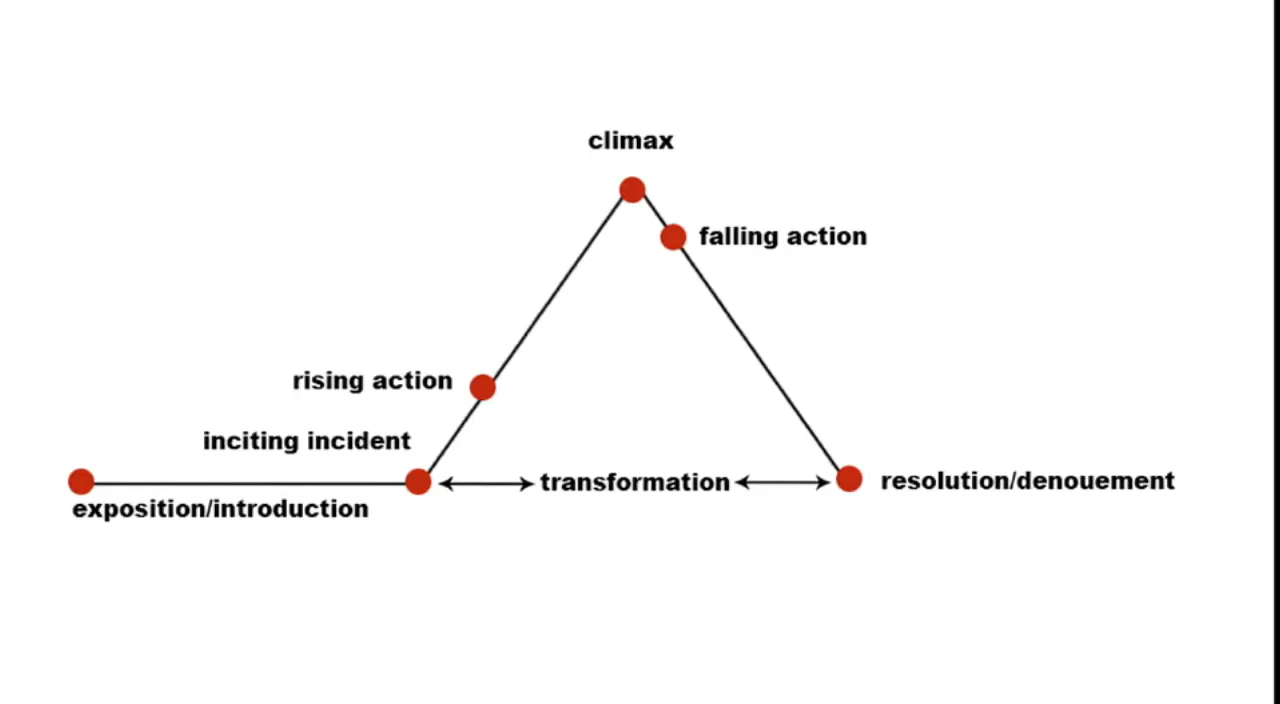 climax
falling action
rising action
inciting incident
transformation
resolution/denouement
exposition/introduction